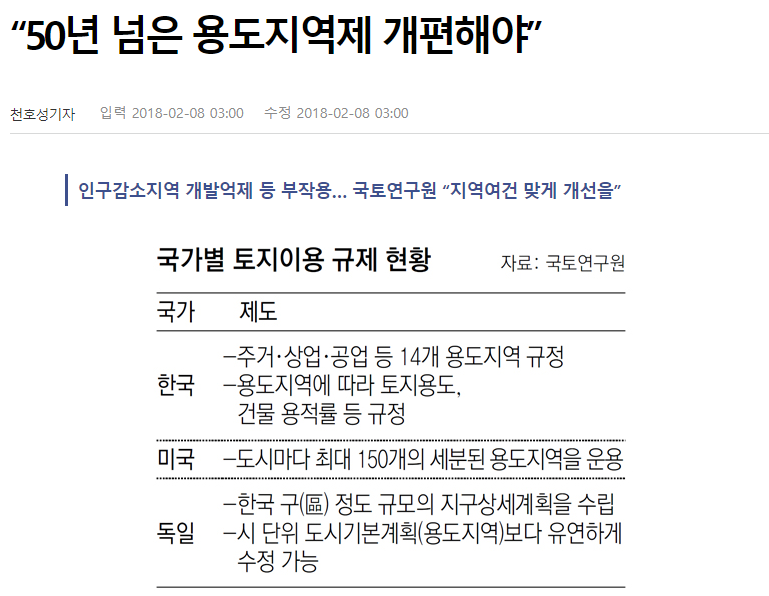 “50년 넘은 용도지역제 개편해야”
천호성기자 입력 2018-02-08 03:00 수정 2018-02-08 03:00
인구감소지역 개발억제 등 부작용... 국토연구원 “지역여건 맞게 개선을”
국가별 토지이용 규제 현황 자료: 국토연구원
국가 제도
한국 –주거·상업·공업 등 14개 용도지역 규정
–용도지역에 따라 토지용도,
건물 용적률 등 규정
미국 –도시마다 최대 150개의 세분된 용도지역을 운용
독일 –한국 구(區) 정도 규모의 지구상세계획을 수립
–시 단위 도시기본계획(용도지역)보다 유연하게
수정 가능